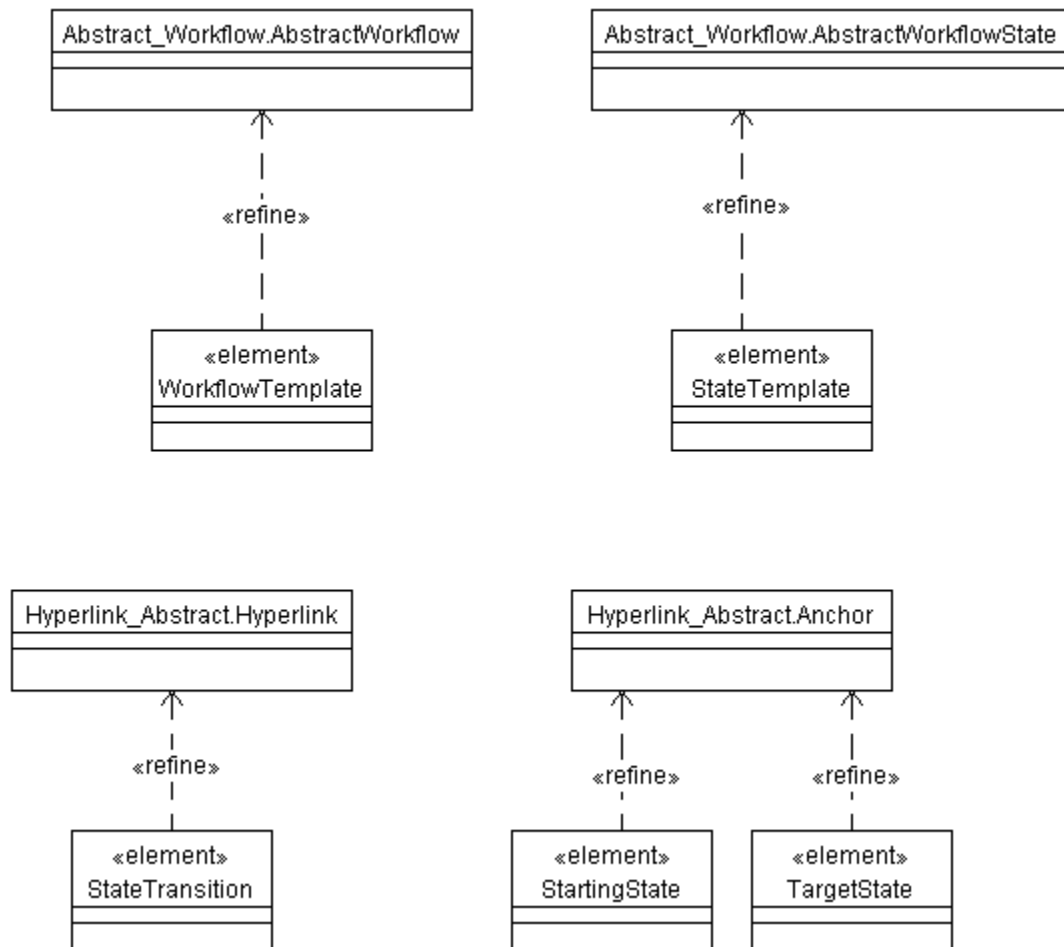 Abstract_Workflow.AbstractWorkflow
Abstract_Workflow.AbstractWorkflowState
«refine»
«refine»
«element»
WorkflowTemplate
«element»
StateTemplate
Hyperlink_Abstract.Hyperlink
Hyperlink_Abstract.Anchor
«refine»
«refine»
«refine»
«element»
StateTransition
«element»
StartingState
«element»
TargetState